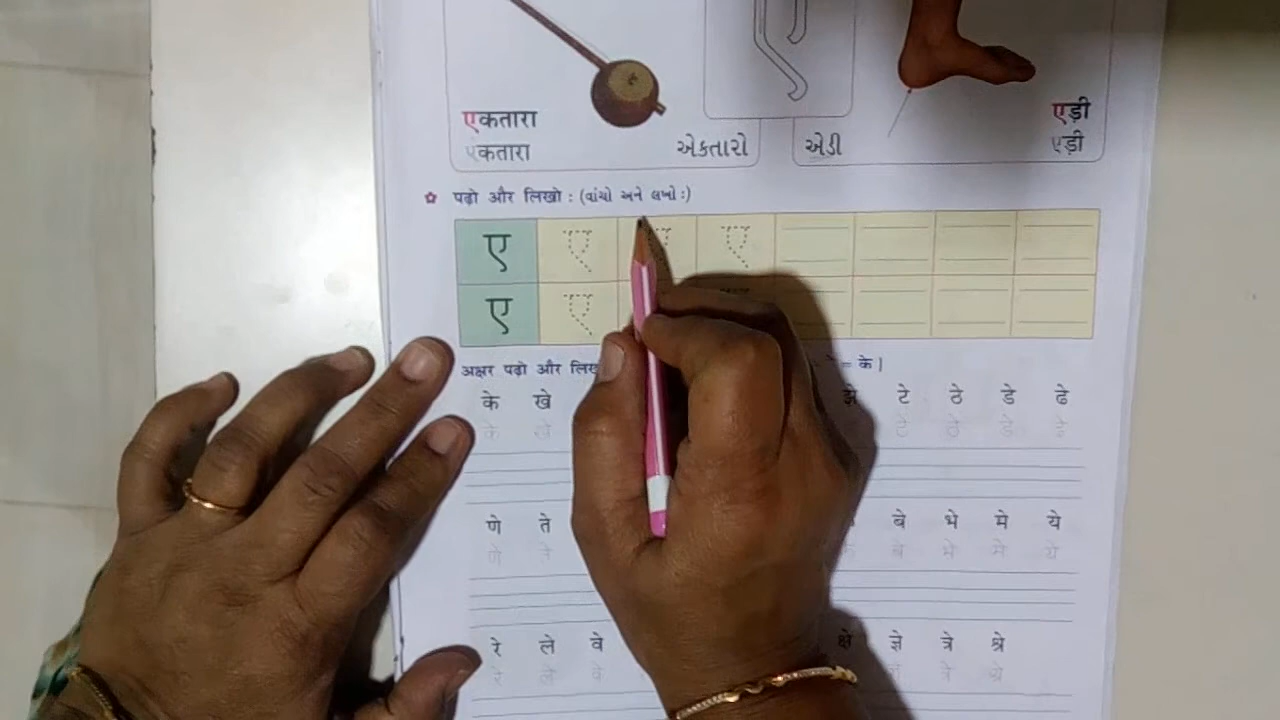 एकतारा
एकतारा
એકતારો
એડી
एड़ी
एड़ी
पढ़ो और लिखो : (વાંચો અને લખો :)
ए ए ए
ए ए
अक्षर पढ़ो और = के |
के खे झे टे ठे डे ढे
के खे टे ठे डे ढे
णे ते बे भे मे ये
णे ते बे भे मे ये
रे ले वे क्षे ज्ञे त्रे श्रे
रे ले वे त्रे श्रे